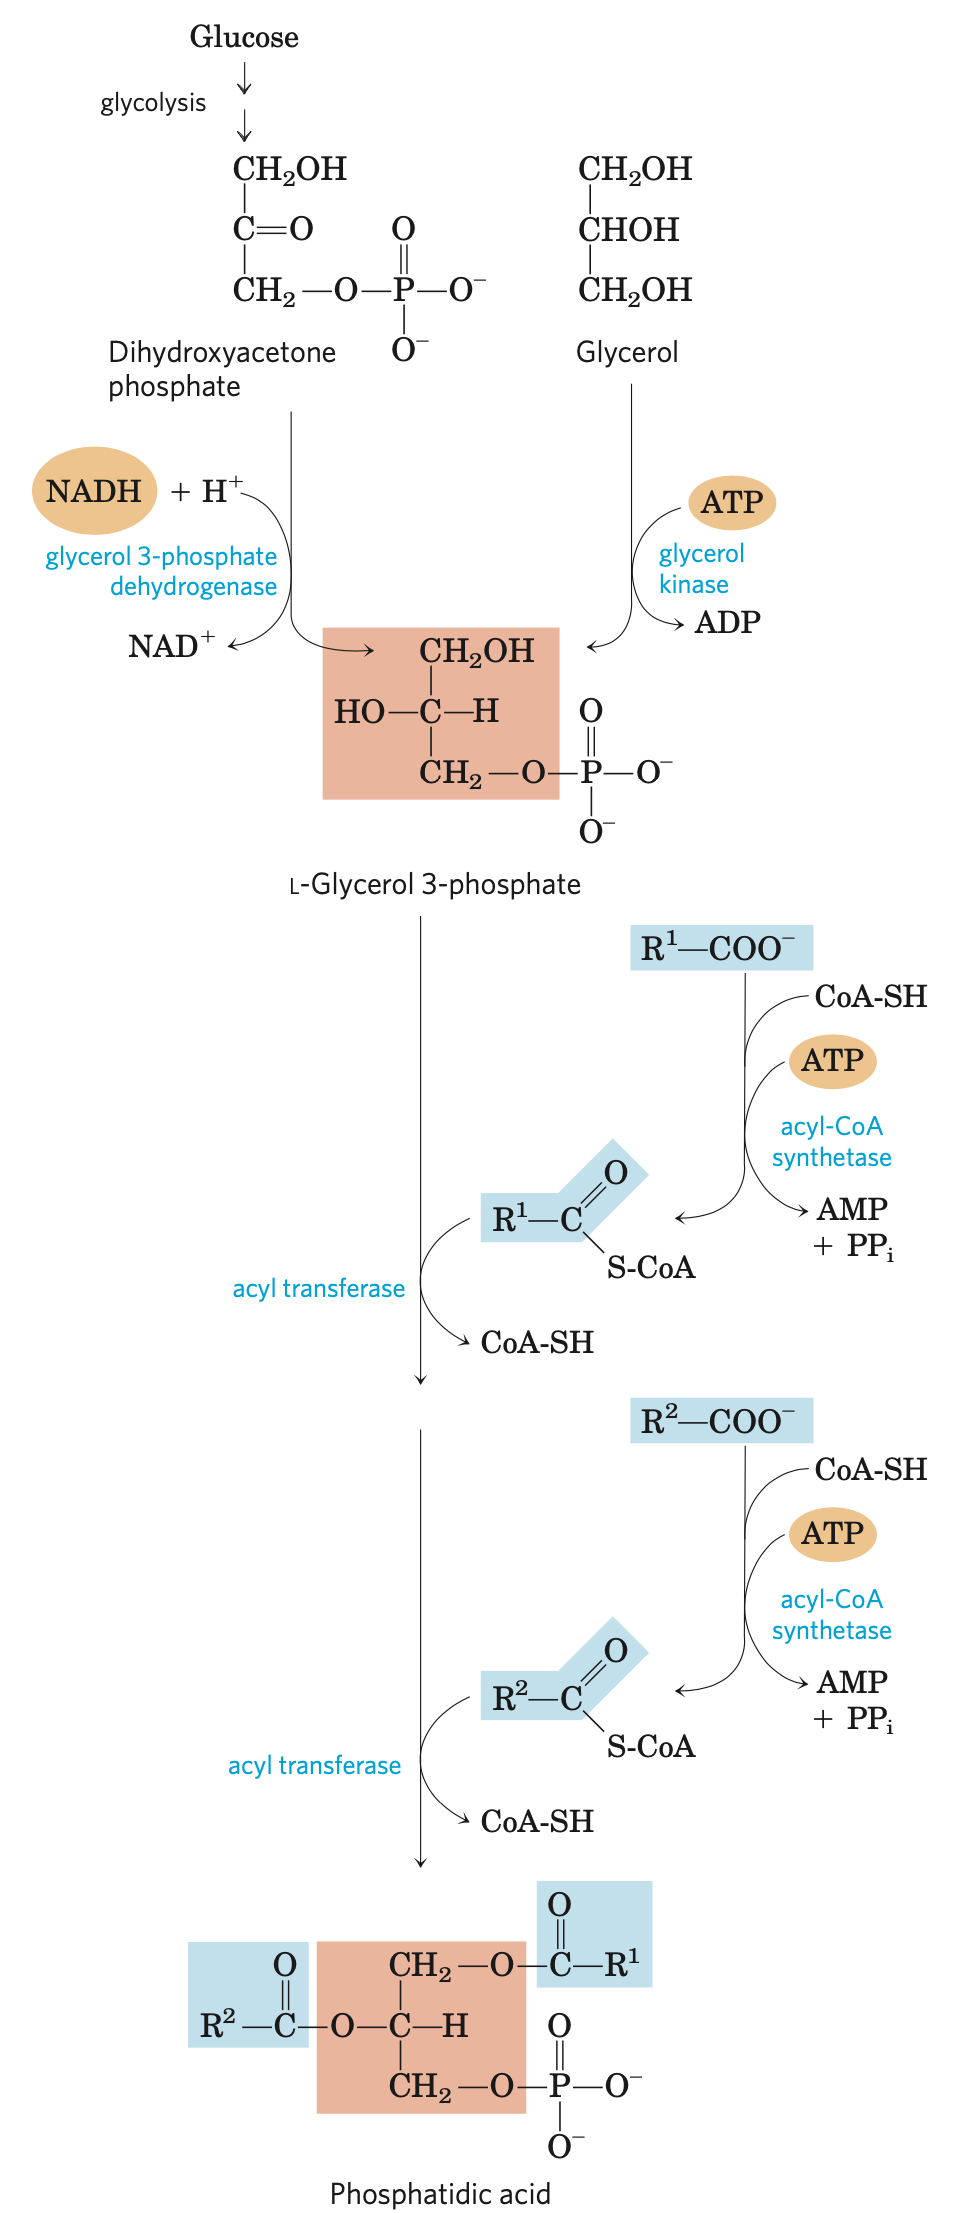 Glucose
glycolysis
CH₂OH
C=O
CH₂—O—P—O⁻
O
O⁻
Dihydroxyacetone
phosphate
CH₂OH
CHOH
CH₂OH
Glycerol
NADH + H⁺
glycerol 3-phosphate
dehydrogenase
NAD⁺
ATP
glycerol
kinase
ADP
CH₂OH
HO—C—H
CH₂—O—P—O⁻
O
O⁻
L-Glycerol 3-phosphate
R¹—COO⁻
CoA-SH
ATP
acyl-CoA
synthetase
AMP
+ PPᵢ
O
R¹—C
S-CoA
acyl transferase
CoA-SH
R²—COO⁻
CoA-SH
ATP
acyl-CoA
synthetase
AMP
+ PPᵢ
O
R²—C
S-CoA
acyl transferase
CoA-SH
O
O
CH₂—O—C—R¹
R²—C—O—C—H
O
CH₂—O—P—O⁻
O⁻
Phosphatidic acid